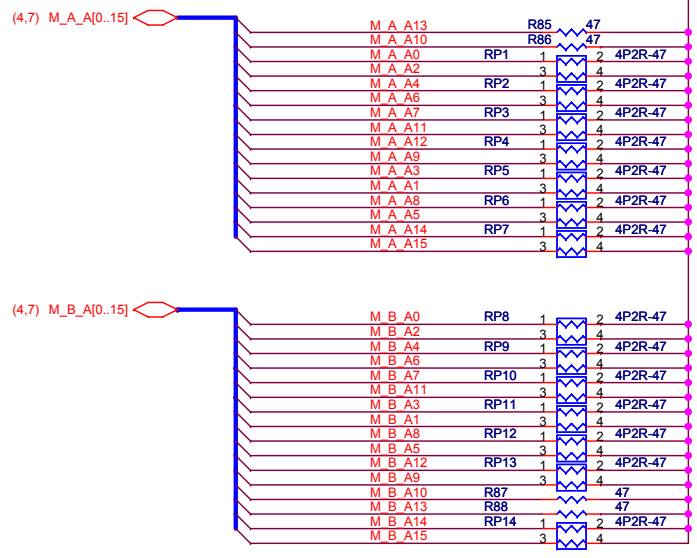 (4,7) M_A_A[0..15]
M_A_A13 R85 47
M_A_A10 R86 47
M_A_A0 RP1 1 2 4P2R-47
M_A_A2 3 4
M_A_A4 RP2 1 2 4P2R-47
M_A_A6 3 4
M_A_A7 RP3 1 2 4P2R-47
M_A_A11 3 4
M_A_A12 RP4 1 2 4P2R-47
M_A_A9 3 4
M_A_A3 RP5 1 2 4P2R-47
M_A_A1 3 4
M_A_A8 RP6 1 2 4P2R-47
M_A_A5 3 4
M_A_A14 RP7 1 2 4P2R-47
M_A_A15 3 4
(4,7) M_B_A[0..15]
M_B_A0 RP8 1 2 4P2R-47
M_B_A2 3 4
M_B_A4 RP9 1 2 4P2R-47
M_B_A6 3 4
M_B_A7 RP10 1 2 4P2R-47
M_B_A11 3 4
M_B_A3 RP11 1 2 4P2R-47
M_B_A1 3 4
M_B_A8 RP12 1 2 4P2R-47
M_B_A5 3 4
M_B_A12 RP13 1 2 4P2R-47
M_B_A9 3 4
M_B_A10 R87 47
M_B_A13 R88 47
M_B_A14 RP14 1 2 4P2R-47
M_B_A15 3 4